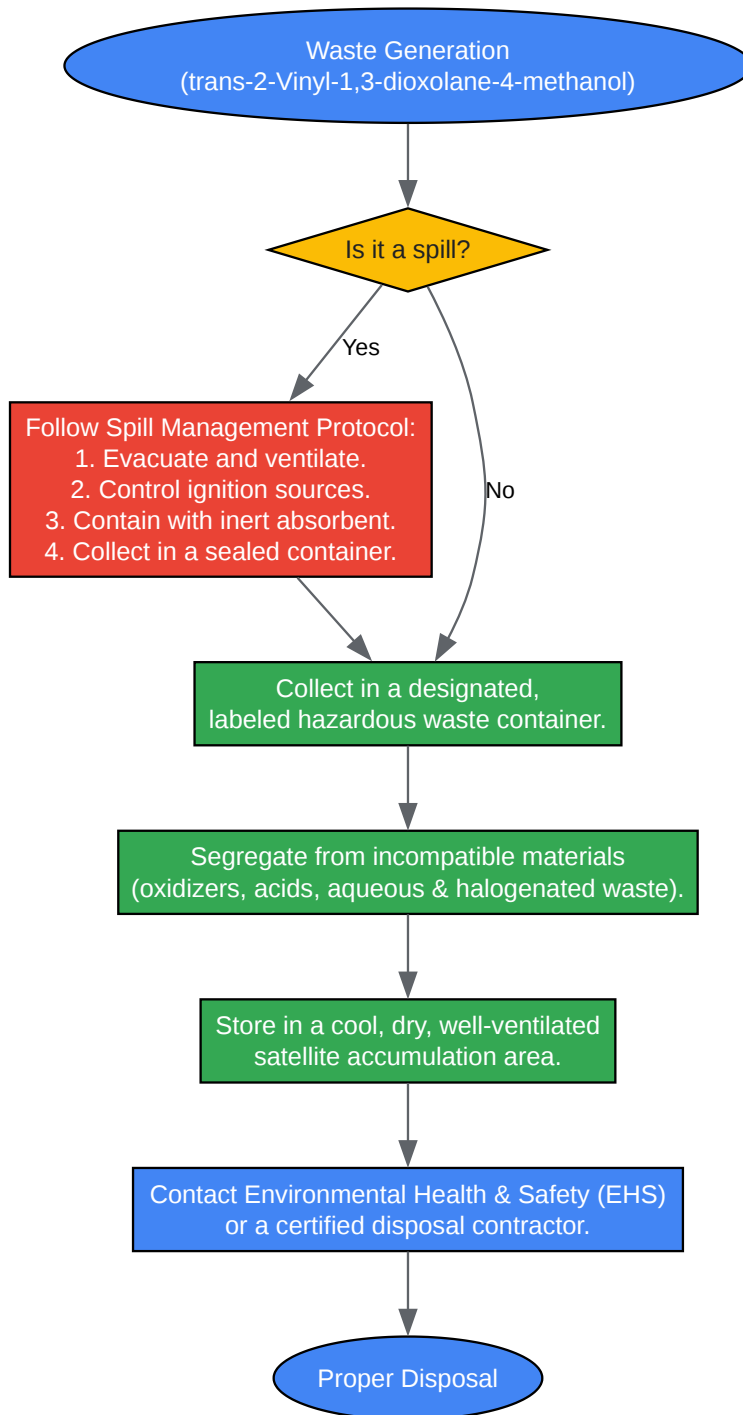 Waste Generation
(trans-2-Vinyl-1,3-dioxolane-4-methanol)
Is it a spill?
Yes
Follow Spill Management Protocol:
1. Evacuate and ventilate.
2. Control ignition sources.
3. Contain with inert absorbent.
4. Collect in a sealed container.
No
Collect in a designated,
labeled hazardous waste container.
Segregate from incompatible materials
(oxidizers, acids, aqueous & halogenated waste).
Store in a cool, dry, well-ventilated
satellite accumulation area.
Contact Environmental Health & Safety (EHS)
or a certified disposal contractor.
Proper Disposal